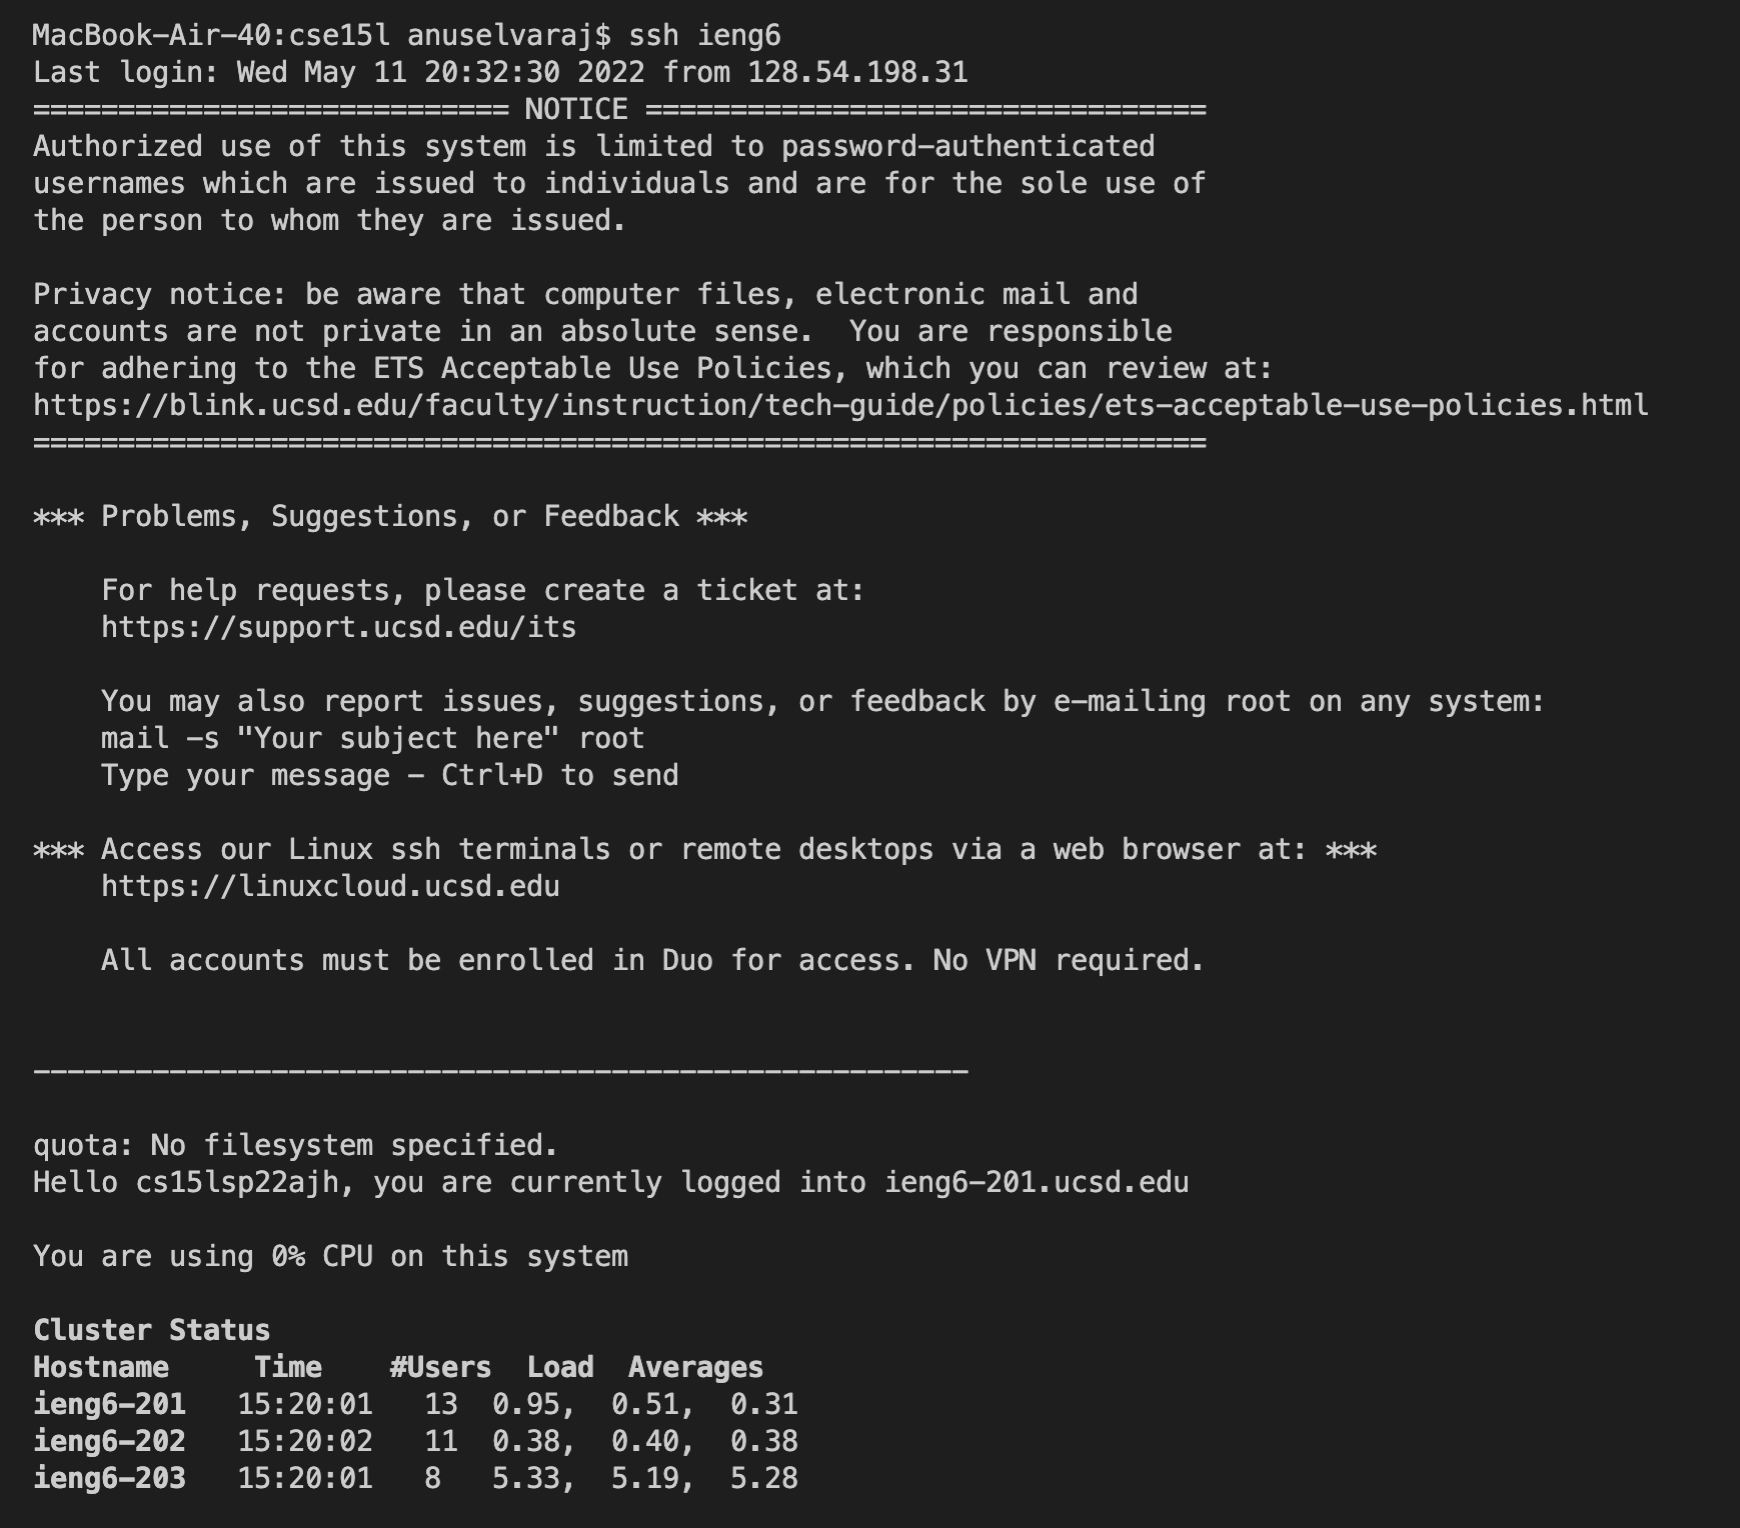 MacBook-Air-40:cse15l anuselvaraj$ ssh ieng6
Last login: Wed May 11 20:32:30 2022 from 128.54.198.31
============================ NOTICE =================================
Authorized use of this system is limited to password-authenticated
usernames which are issued to individuals and are for the sole use of
the person to whom they are issued.

Privacy notice: be aware that computer files, electronic mail and
accounts are not private in an absolute sense.  You are responsible
for adhering to the ETS Acceptable Use Policies, which you can review at:
https://blink.ucsd.edu/faculty/instruction/tech-guide/policies/ets-acceptable-use-policies.html
=====================================================================

*** Problems, Suggestions, or Feedback ***

    For help requests, please create a ticket at:
    https://support.ucsd.edu/its

    You may also report issues, suggestions, or feedback by e-mailing root on any system:
    mail -s "Your subject here" root
    Type your message - Ctrl+D to send

*** Access our Linux ssh terminals or remote desktops via a web browser at: ***
    https://linuxcloud.ucsd.edu

    All accounts must be enrolled in Duo for access. No VPN required.


-------------------------------------------------------

quota: No filesystem specified.
Hello cs15lsp22ajh, you are currently logged into ieng6-201.ucsd.edu

You are using 0% CPU on this system

Cluster Status
Hostname     Time    #Users  Load  Averages
ieng6-201   15:20:01   13  0.95,  0.51,  0.31
ieng6-202   15:20:02   11  0.38,  0.40,  0.38
ieng6-203   15:20:01   8   5.33,  5.19,  5.28